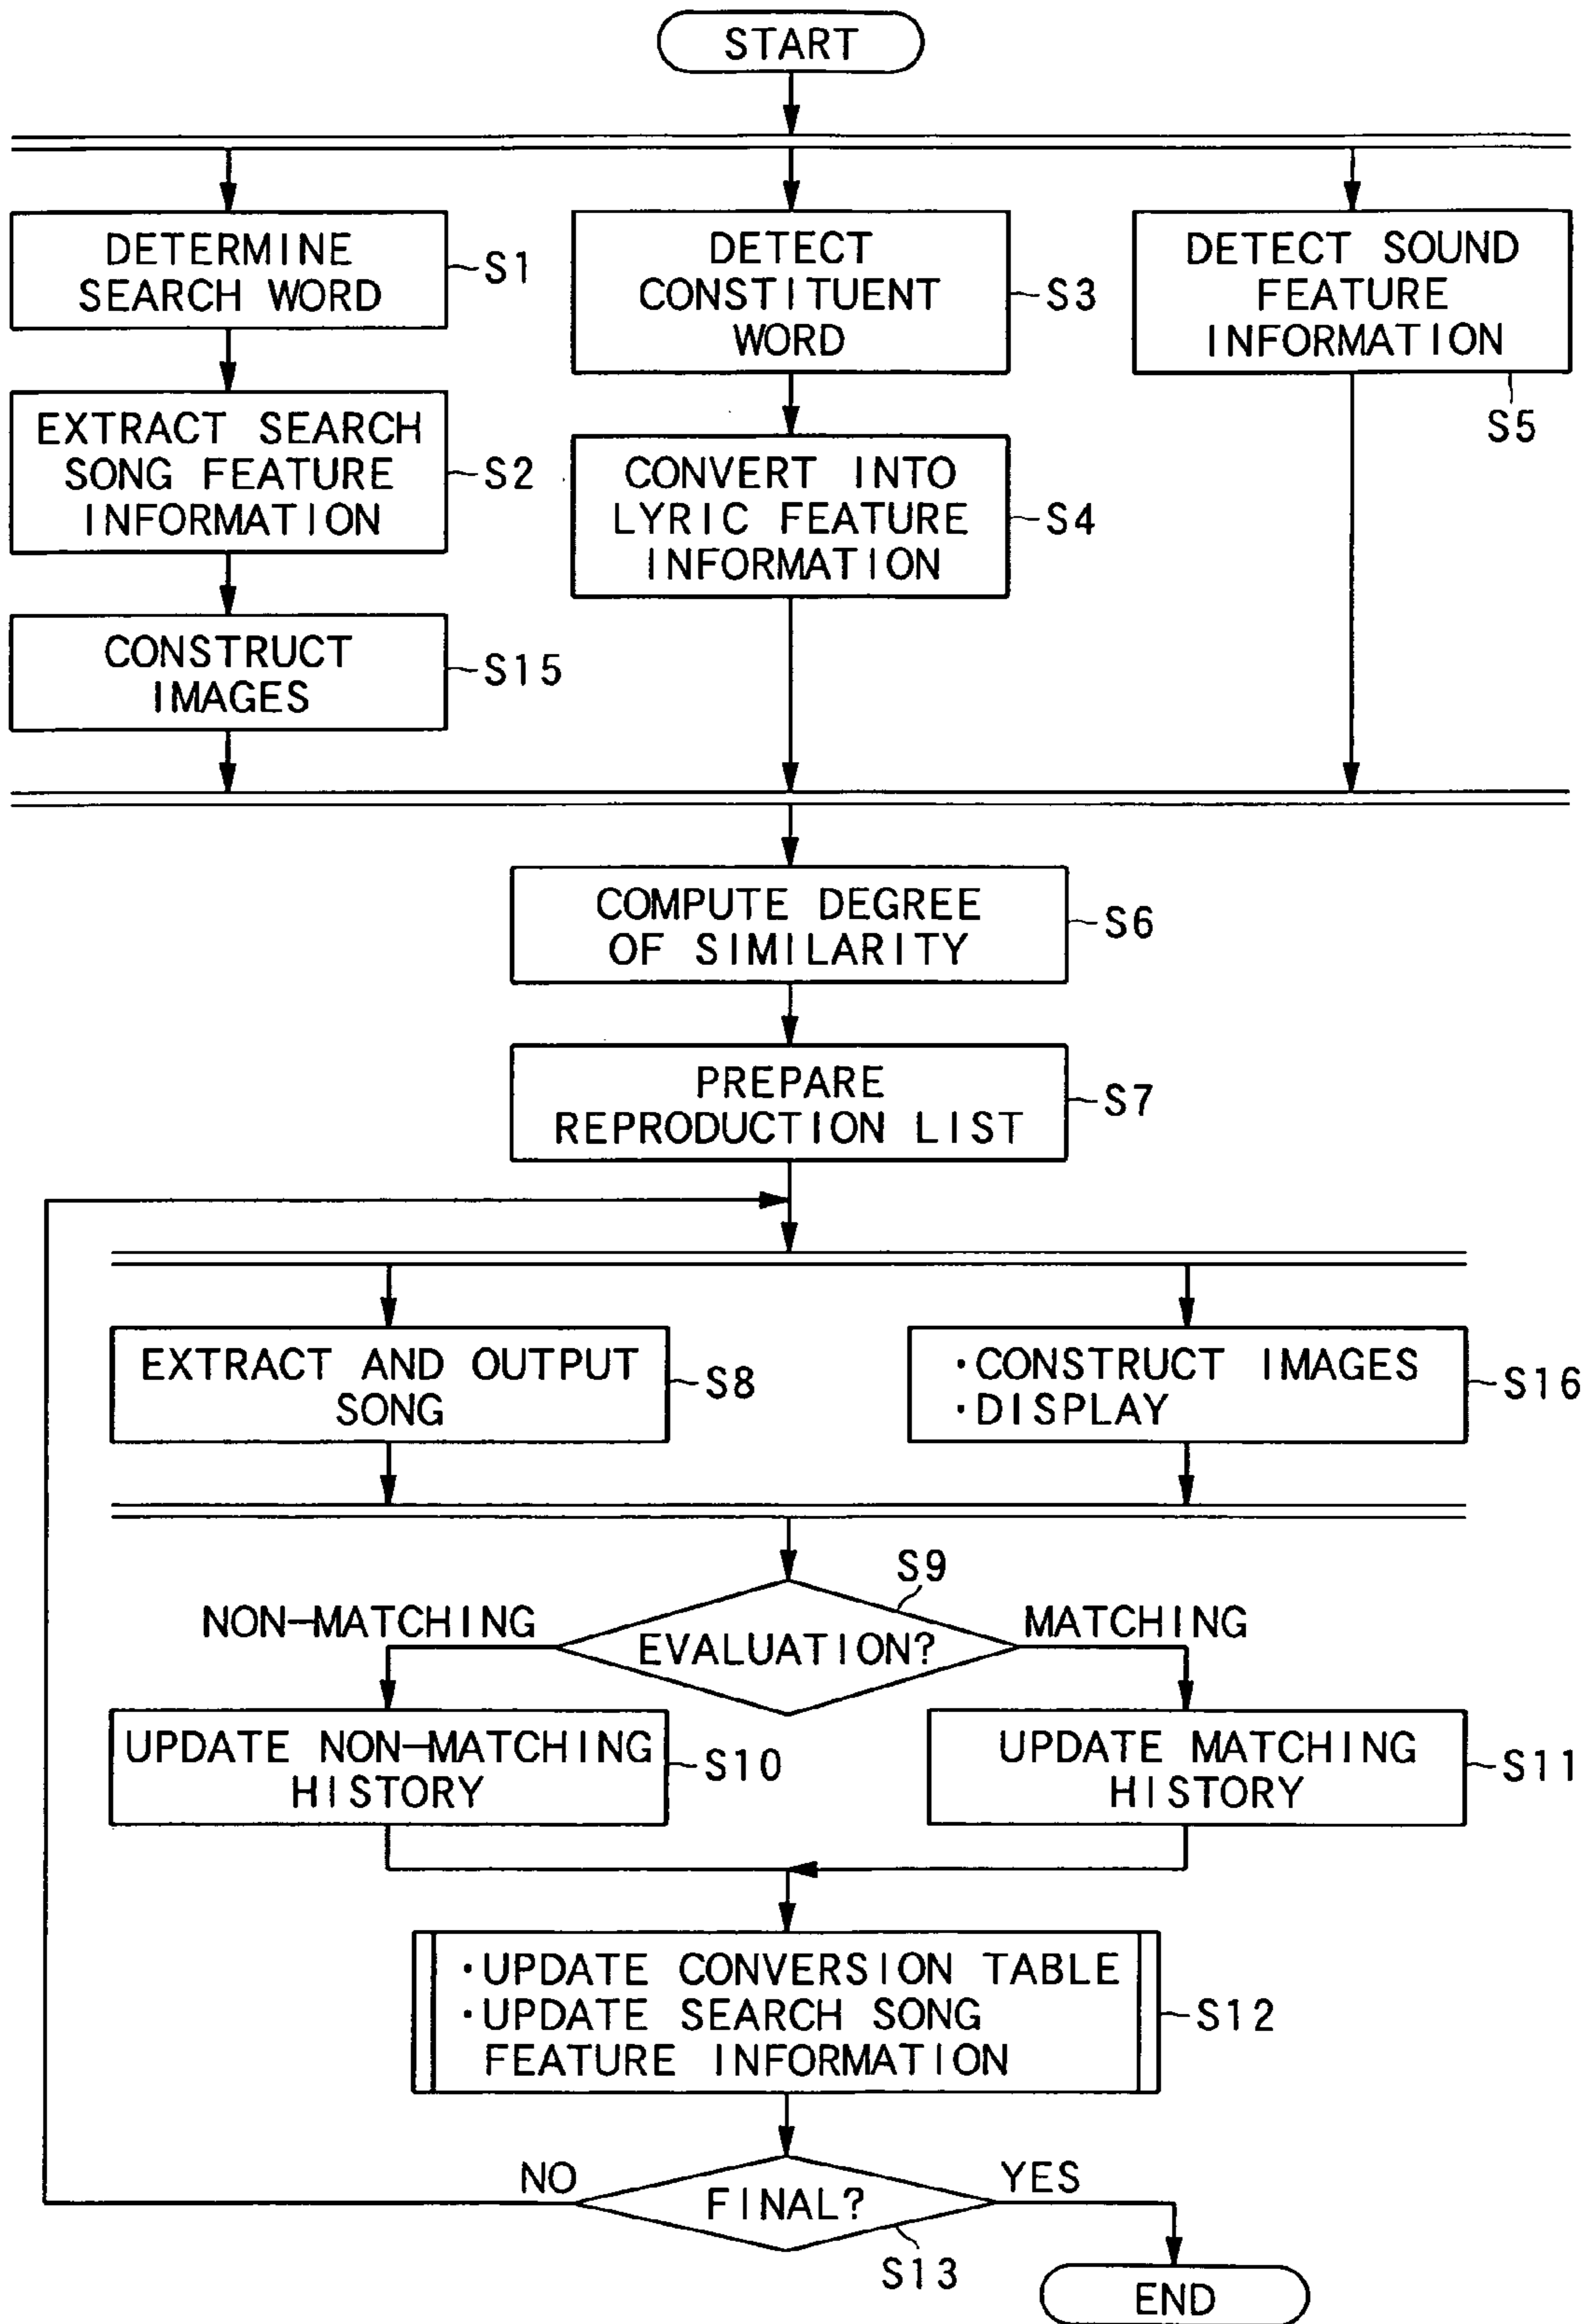 START
DETERMINE
SEARCH WORD
S1
EXTRACT SEARCH
SONG FEATURE
INFORMATION
S2
CONSTRUCT
IMAGES
S15
DETECT
CONSTITUENT
WORD
S3
CONVERT INTO
LYRIC FEATURE
INFORMATION
S4
DETECT SOUND
FEATURE
INFORMATION
S5
COMPUTE DEGREE
OF SIMILARITY
S6
PREPARE
REPRODUCTION LIST
S7
EXTRACT AND OUTPUT
SONG
S8
・CONSTRUCT IMAGES
・DISPLAY
S16
S9
NON-MATCHING
EVALUATION?
MATCHING
UPDATE NON-MATCHING
HISTORY
S10
UPDATE MATCHING
HISTORY
S11
・UPDATE CONVERSION TABLE
・UPDATE SEARCH SONG
FEATURE INFORMATION
S12
NO
FINAL?
YES
S13
END